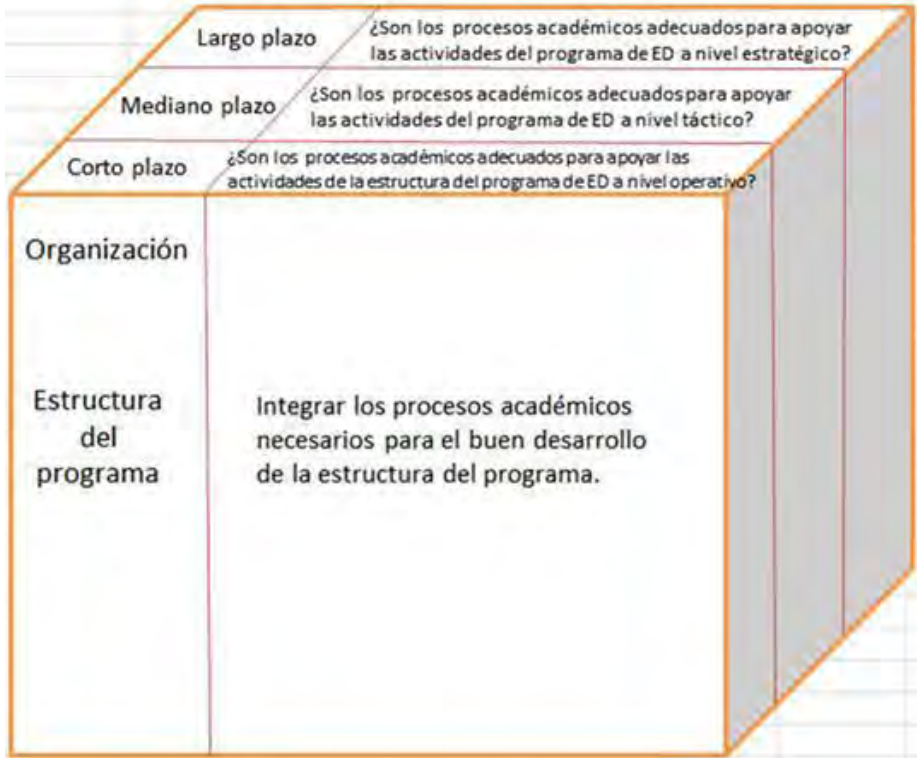 Largo plazo
¿Son los procesos académicos adecuados para apoyar
las actividades del programa de ED a nivel estratégico?
Mediano plazo
¿Son los procesos académicos adecuados para apoyar
las actividades del programa de ED a nivel táctico?
Corto plazo
¿Son los procesos académicos adecuados para apoyar las
actividades de la estructura del programa de ED a nivel operativo?
Organización
Estructura
del
programa
Integrar los procesos académicos
necesarios para el buen desarrollo
de la estructura del programa.